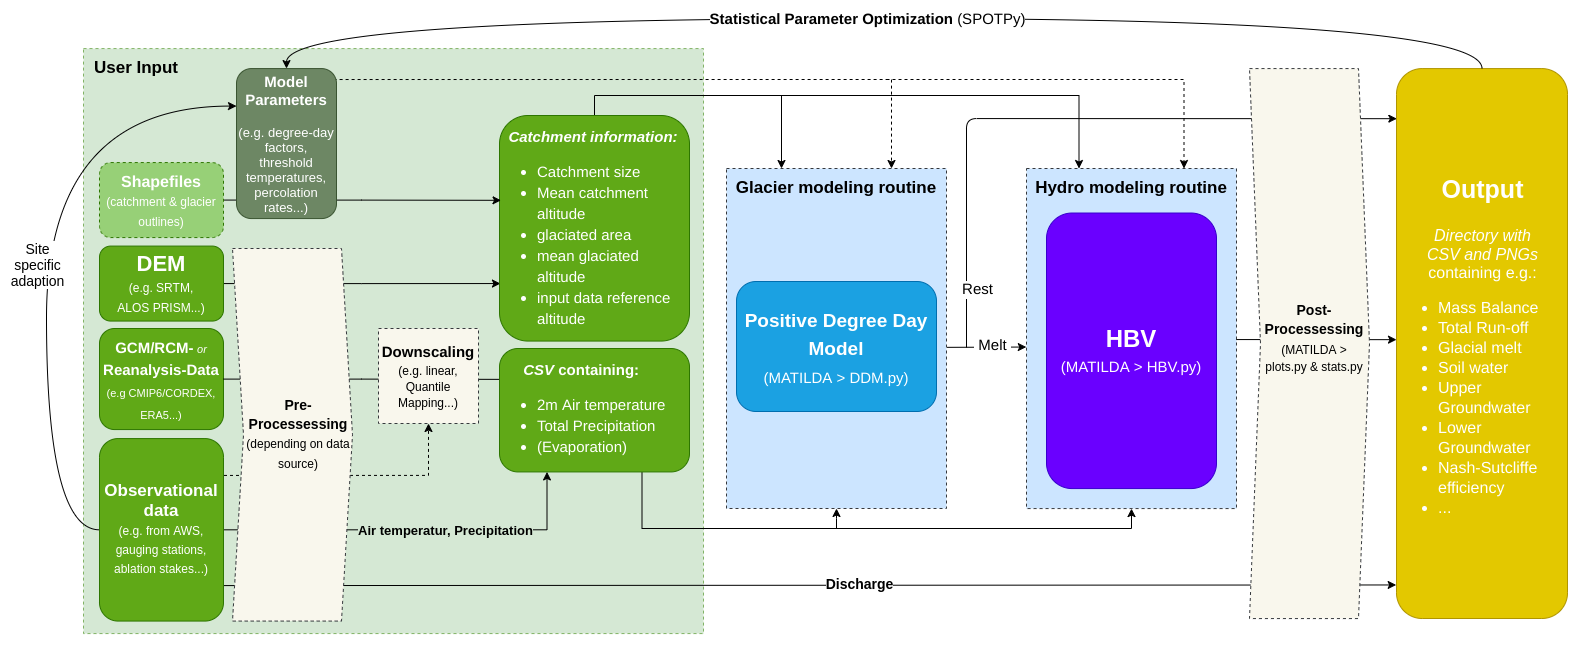 Statistical Parameter Optimization (SPOTPy)
User Input
Model
Parameters
(e.g. degree-day
factors,
threshold
temperatures,
percolation
rates...)
Shapefiles
(catchment & glacier
outlines)
Site
specific
adaption
DEM
(e.g. SRTM,
ALOS PRISM...)
GCM/RCM- or
Reanalysis-Data
(e.g CMIP6/CORDEX,
ERA5...)
Observational
data
(e.g. from AWS,
gauging stations,
ablation stakes...)
Pre-
Processessing
(depending on data
source)
Downscaling
(e.g. linear,
Quantile
Mapping...)
Catchment information:
• Catchment size
• Mean catchment
altitude
• glaciated area
• mean glaciated
altitude
• input data reference
altitude
CSV containing:
• 2m Air temperature
• Total Precipitation
• (Evaporation)
Air temperatur, Precipitation
Discharge
Glacier modeling routine
Positive Degree Day
Model
(MATILDA > DDM.py)
Rest
Melt
Hydro modeling routine
HBV
(MATILDA > HBV.py)
Post-
Processessing
(MATILDA >
plots.py & stats.py
Output
Directory with
CSV and PNGs
containing e.g.:
• Mass Balance
• Total Run-off
• Glacial melt
• Soil water
• Upper
Groundwater
• Lower
Groundwater
• Nash-Sutcliffe
efficiency
• ...